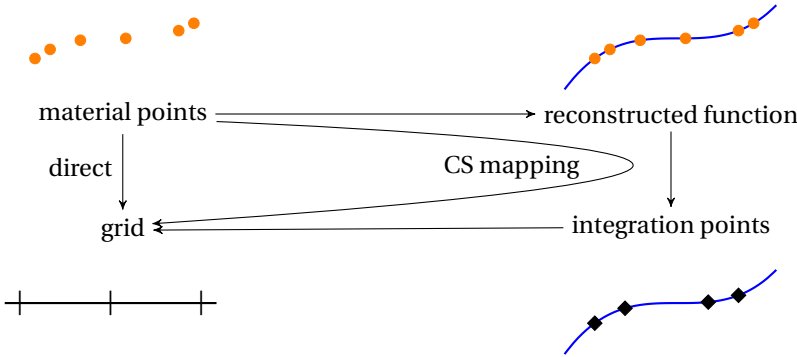 material points
reconstructed function
direct
CS mapping
grid
integration points